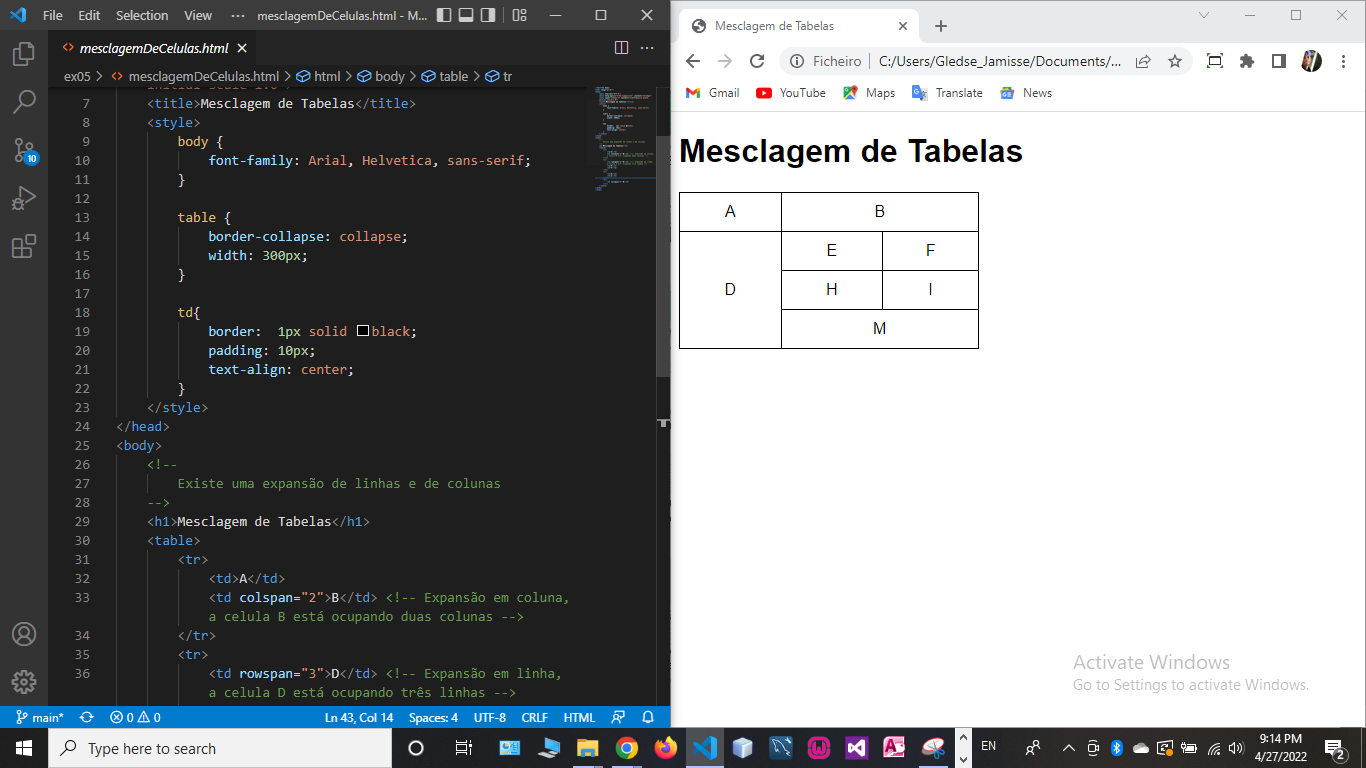 File Edit Selection View ··· mesclagemDeCelulas.html - M...
mesclagemDeCelulas.html
ex05 > mesclagemDeCelulas.html > html > body > table > tr
7 <title>Mesclagem de Tabelas</title>
8 <style>
9 body {
10 font-family: Arial, Helvetica, sans-serif;
11 }
12
13 table {
14 border-collapse: collapse;
15 width: 300px;
16 }
17
18 td{
19 border:  1px solid black;
20 padding: 10px;
21 text-align: center;
22 }
23 </style>
24 </head>
25 <body>
26 <!--
27 Existe uma expansão de linhas e de colunas
28 -->
29 <h1>Mesclagem de Tabelas</h1>
30 <table>
31 <tr>
32 <td>A</td>
33 <td colspan="2">B</td> <!-- Expansão em coluna,
a celula B está ocupando duas colunas -->
34 </tr>
35 <tr>
36 <td rowspan="3">D</td> <!-- Expansão em linha,
a celula D está ocupando três linhas -->
10
main* 0 0 Ln 43, Col 14 Spaces: 4 UTF-8 CRLF HTML
Mesclagem de Tabelas
Ficheiro | C:/Users/Gledse_Jamisse/Documents/...
Gmail YouTube Maps Translate News
Mesclagem de Tabelas
A B
E F
D H I
M
Activate Windows
Go to Settings to activate Windows.
Type here to search
EN
9:14 PM
4/27/2022
2